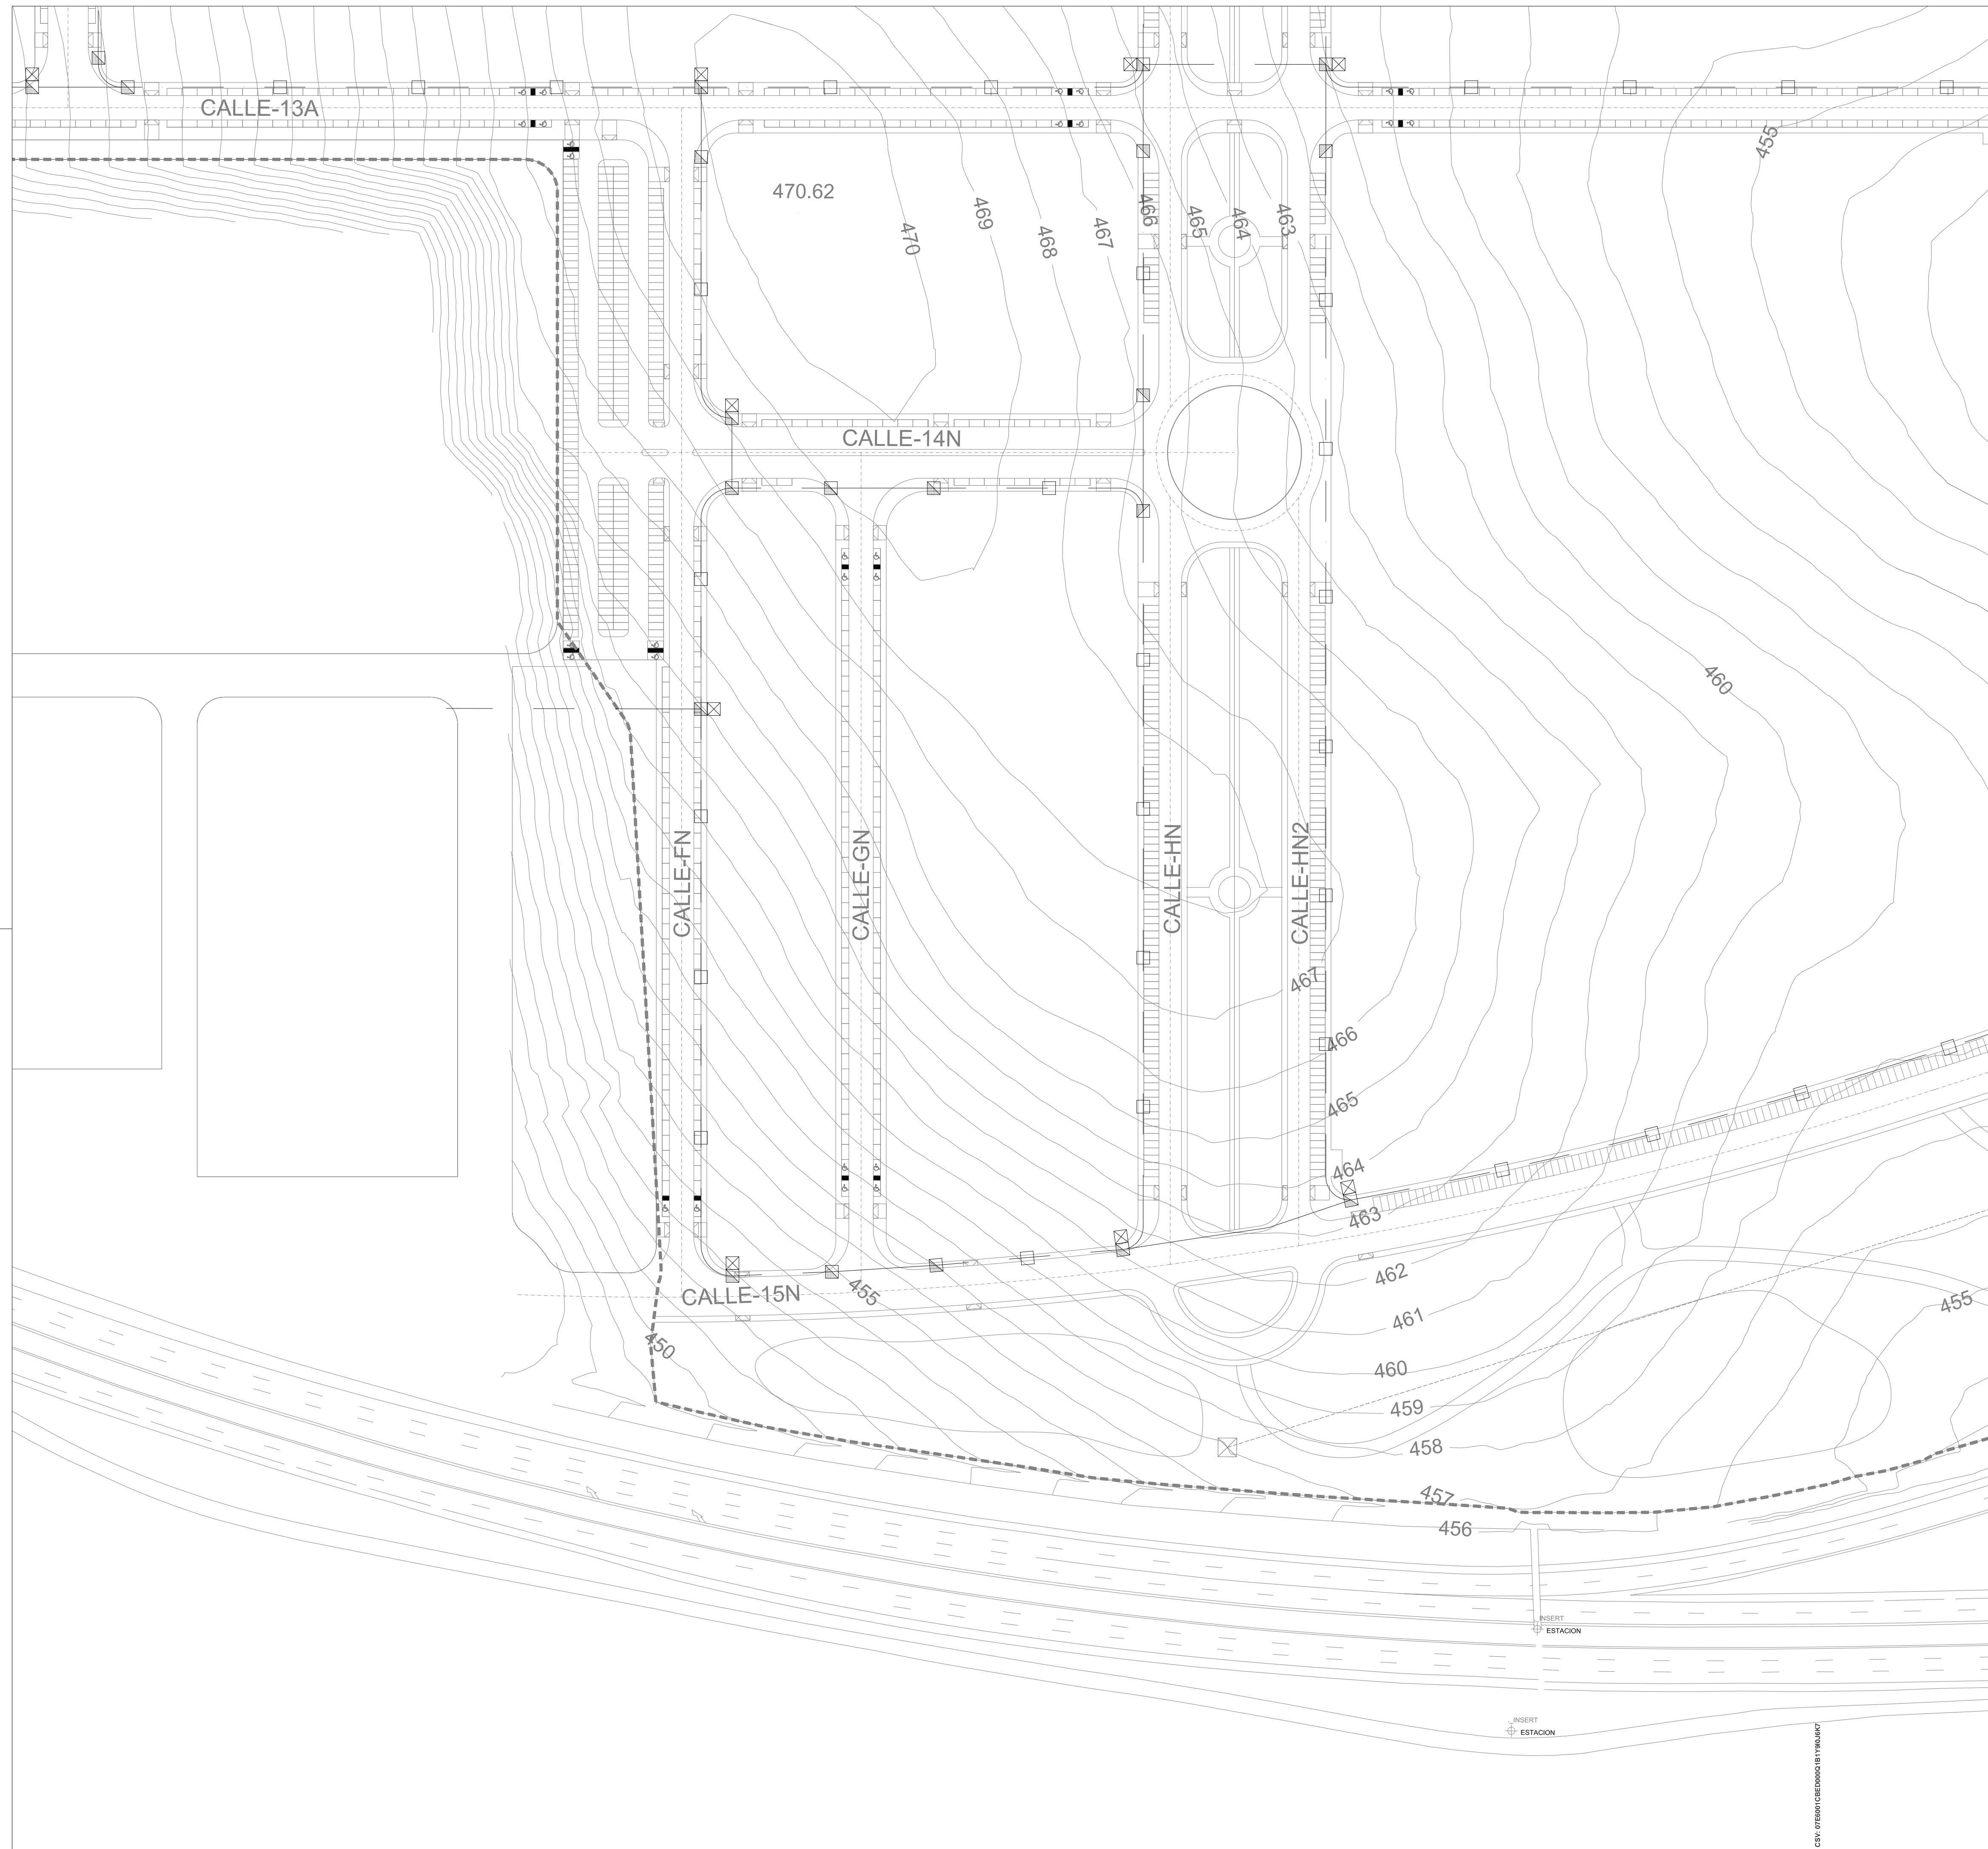 CALLE-13A
455
470.62
470
469
468
467
466
465
464
463
CALLE-14N
460
CALLE-FN
CALLE-GN
CALLE-HN
CALLE-HN2
467
466
465
464
463
462
461
460
459
458
457
456
455
CALLE-15N
450
455
INSERT
ESTACION
INSERT
ESTACION
CSV: 07E6001CBED000Q1B1Y9I0J6K7